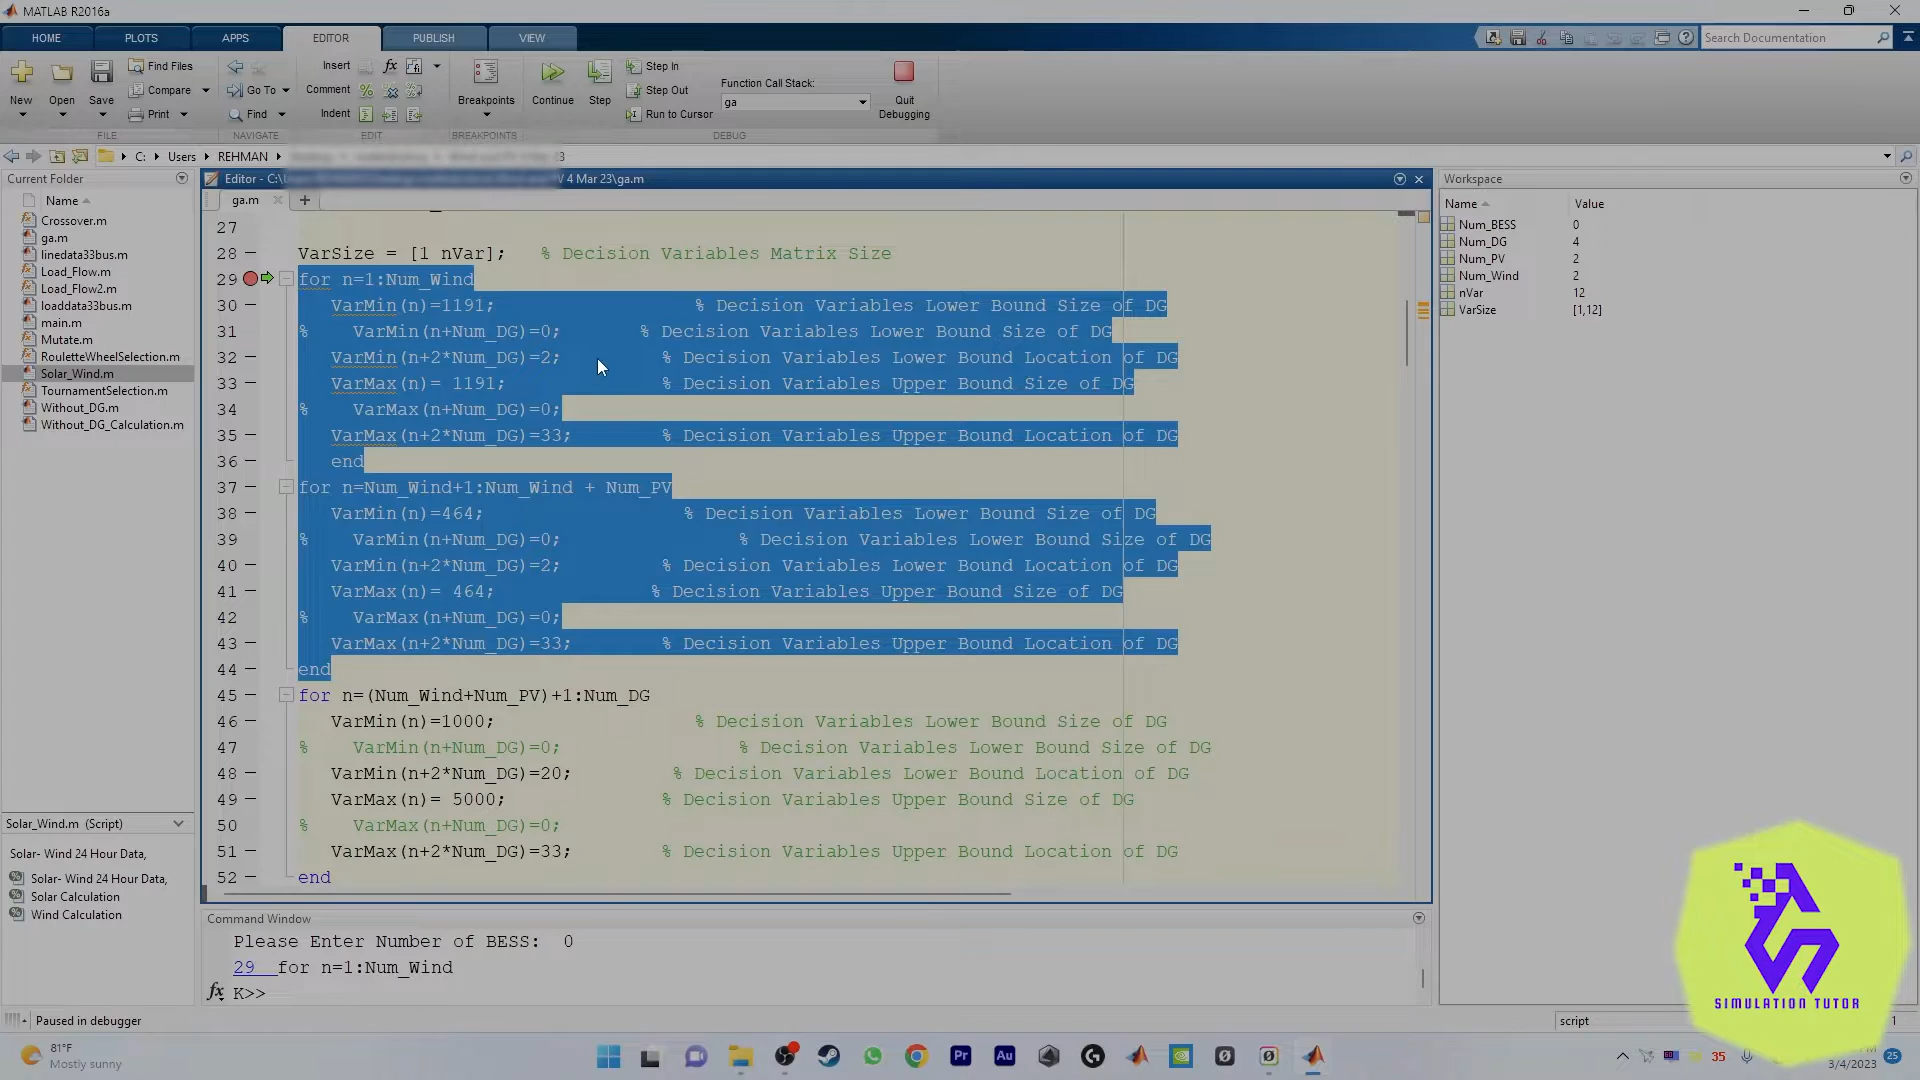 MATLAB R2016a
HOME PLOTS APPS EDITOR PUBLISH VIEW
Search Documentation
New Open Save Find Files Compare Print
Go To Find
Insert fx
Comment
Indent
Breakpoints Continue Step Step In Step Out Run to Cursor
Function Call Stack:
ga
Quit Debugging
FILE NAVIGATE EDIT BREAKPOINTS DEBUG
C: Users REHMAN
Current Folder
Name
Crossover.m
ga.m
linedata33bus.m
Load_Flow.m
Load_Flow2.m
loaddata33bus.m
main.m
Mutate.m
RouletteWheelSelection.m
Solar_Wind.m
TournamentSelection.m
Without_DG.m
Without_DG_Calculation.m
Solar_Wind.m (Script)
Solar- Wind 24 Hour Data,
Solar- Wind 24 Hour Data,
Solar Calculation
Wind Calculation
4 Mar 23\ga.m
ga.m
27
28 – VarSize = [1 nVar]; % Decision Variables Matrix Size
29 for n=1:Num_Wind
30 – VarMin(n)=1191; % Decision Variables Lower Bound Size of DG
31 % VarMin(n+Num_DG)=0; % Decision Variables Lower Bound Size of DG
32 – VarMin(n+2*Num_DG)=2; % Decision Variables Lower Bound Location of DG
33 – VarMax(n)= 1191; % Decision Variables Upper Bound Size of DG
34 % VarMax(n+Num_DG)=0;
35 – VarMax(n+2*Num_DG)=33; % Decision Variables Upper Bound Location of DG
36 – end
37 – for n=Num_Wind+1:Num_Wind + Num_PV
38 – VarMin(n)=464; % Decision Variables Lower Bound Size of DG
39 % VarMin(n+Num_DG)=0; % Decision Variables Lower Bound Size of DG
40 – VarMin(n+2*Num_DG)=2; % Decision Variables Lower Bound Location of DG
41 – VarMax(n)= 464; % Decision Variables Upper Bound Size of DG
42 % VarMax(n+Num_DG)=0;
43 – VarMax(n+2*Num_DG)=33; % Decision Variables Upper Bound Location of DG
44 – end
45 – for n=(Num_Wind+Num_PV)+1:Num_DG
46 – VarMin(n)=1000; % Decision Variables Lower Bound Size of DG
47 % VarMin(n+Num_DG)=0; % Decision Variables Lower Bound Size of DG
48 – VarMin(n+2*Num_DG)=20; % Decision Variables Lower Bound Location of DG
49 – VarMax(n)= 5000; % Decision Variables Upper Bound Size of DG
50 % VarMax(n+Num_DG)=0;
51 – VarMax(n+2*Num_DG)=33; % Decision Variables Upper Bound Location of DG
52 – end
Command Window
Please Enter Number of BESS: 0
29 for n=1:Num_Wind
fx K>>
Workspace
Name Value
Num_BESS 0
Num_DG 4
Num_PV 2
Num_Wind 2
nVar 12
VarSize [1,12]
SIMULATION TUTOR
Paused in debugger
script
1
81°F
Mostly sunny
Pr Au
35
3/4/2023
25